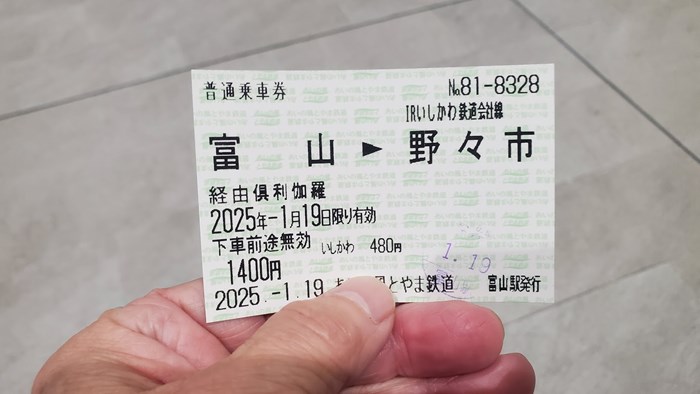 普通乗車券 №81-8328
IRいしかわ鉄道会社線
富山 ▶ 野々市
経由倶利伽羅
2025年-1月19日限り有効
下車前途無効 いしかわ 480円
1400円
1.19
2025.-1.19 とやま鉄道 富山駅発行